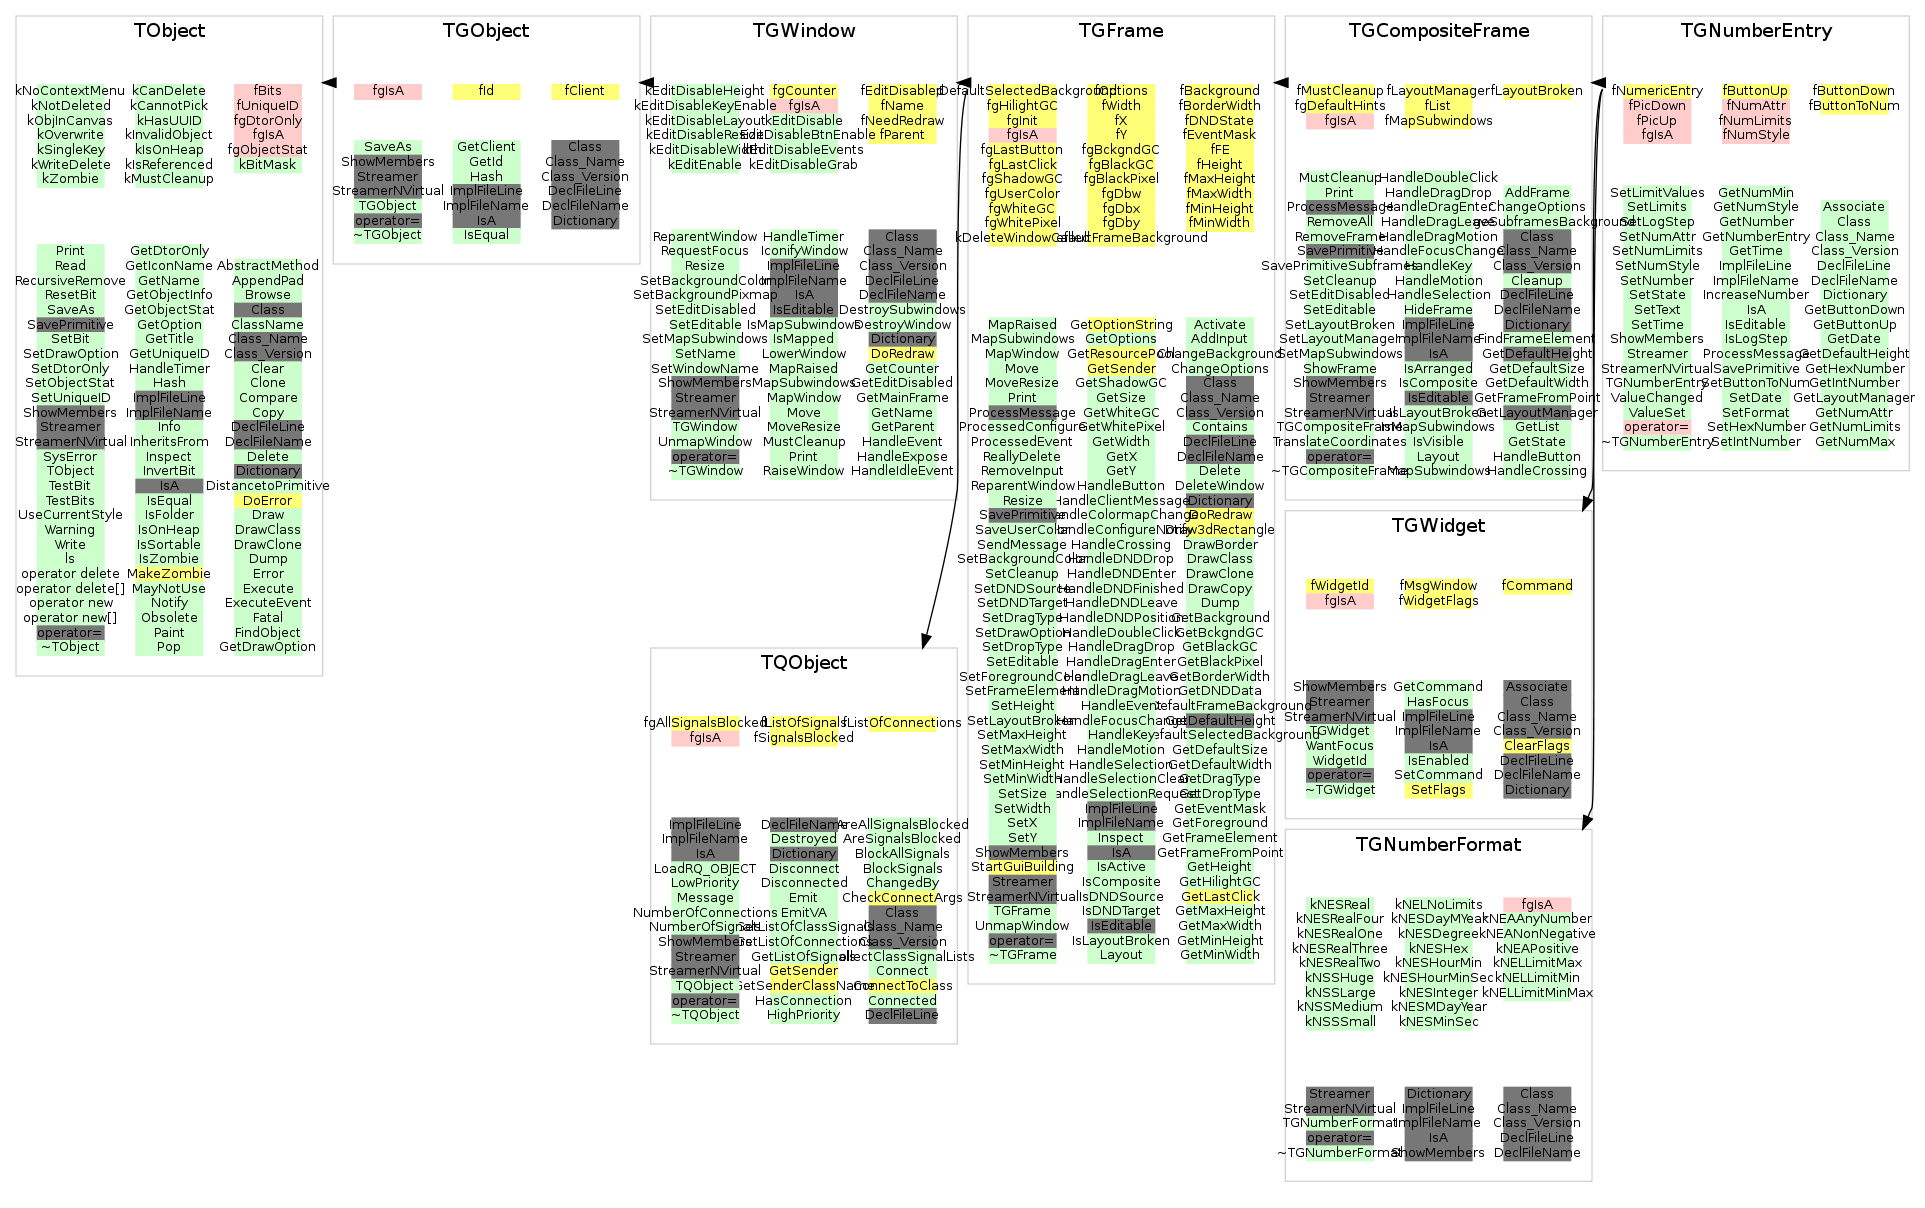 TObject
kNoContextMenu
kNotDeleted
kObjInCanvas
kOverwrite
kSingleKey
kWriteDelete
kZombie
kCanDelete
kCannotPick
kHasUUID
kInvalidObject
kIsOnHeap
kIsReferenced
kMustCleanup
fBits
fUniqueID
fgDtorOnly
fgIsA
fgObjectStat
kBitMask
Print
Read
RecursiveRemove
ResetBit
SaveAs
SavePrimitive
SetBit
SetDrawOption
SetDtorOnly
SetObjectStat
SetUniqueID
ShowMembers
Streamer
StreamerNVirtual
SysError
TObject
TestBit
TestBits
UseCurrentStyle
Warning
Write
ls
operator delete
operator delete[]
operator new
operator new[]
operator=
~TObject
GetDtorOnly
GetIconName
GetName
GetObjectInfo
GetObjectStat
GetOption
GetTitle
GetUniqueID
HandleTimer
Hash
ImplFileLine
ImplFileName
Info
InheritsFrom
Inspect
InvertBit
IsA
IsEqual
IsFolder
IsOnHeap
IsSortable
IsZombie
MakeZombie
MayNotUse
Notify
Obsolete
Paint
Pop
AbstractMethod
AppendPad
Browse
Class
ClassName
Class_Name
Class_Version
Clear
Clone
Compare
Copy
DeclFileLine
DeclFileName
Delete
Dictionary
DistancetoPrimitive
DoError
Draw
DrawClass
DrawClone
Dump
Error
Execute
ExecuteEvent
Fatal
FindObject
GetDrawOption
TGObject
fgIsA
fId
fClient
SaveAs
ShowMembers
Streamer
StreamerNVirtual
TGObject
operator=
~TGObject
GetClient
GetId
Hash
ImplFileLine
ImplFileName
IsA
IsEqual
Class
Class_Name
Class_Version
DeclFileLine
DeclFileName
Dictionary
TGWindow
kEditDisableHeight
kEditDisableKeyEnable
kEditDisableLayout
kEditDisableResize
kEditDisableWidth
kEditEnable
fgCounter
fgIsA
kEditDisable
kEditDisableBtnEnable
kEditDisableEvents
kEditDisableGrab
fEditDisabled
fName
fNeedRedraw
fParent
ReparentWindow
RequestFocus
Resize
SetBackgroundColor
SetBackgroundPixmap
SetEditDisabled
SetEditable
SetMapSubwindows
SetName
SetWindowName
ShowMembers
Streamer
StreamerNVirtual
TGWindow
UnmapWindow
operator=
~TGWindow
HandleTimer
IconifyWindow
ImplFileLine
ImplFileName
IsA
IsEditable
IsMapSubwindows
IsMapped
LowerWindow
MapRaised
MapSubwindows
MapWindow
Move
MoveResize
MustCleanup
Print
RaiseWindow
Class
Class_Name
Class_Version
DeclFileLine
DeclFileName
DestroySubwindows
DestroyWindow
Dictionary
DoRedraw
GetCounter
GetEditDisabled
GetMainFrame
GetName
GetParent
HandleEvent
HandleExpose
HandleIdleEvent
TQObject
fgAllSignalsBlocked
fgIsA
fListOfSignals
fSignalsBlocked
fListOfConnections
ImplFileLine
ImplFileName
IsA
LoadRQ_OBJECT
LowPriority
Message
NumberOfConnections
NumberOfSignals
ShowMembers
Streamer
StreamerNVirtual
TQObject
operator=
~TQObject
DeclFileName
Destroyed
Dictionary
Disconnect
Disconnected
Emit
EmitVA
GetListOfClassSignals
GetListOfConnections
GetListOfSignals
GetSender
GetSenderClassName
HasConnection
HighPriority
AreAllSignalsBlocked
AreSignalsBlocked
BlockAllSignals
BlockSignals
ChangedBy
CheckConnectArgs
Class
Class_Name
Class_Version
CollectClassSignalLists
Connect
ConnectToClass
Connected
DeclFileLine
TGFrame
fgDefaultSelectedBackground
fgHilightGC
fgInit
fgIsA
fgLastButton
fgLastClick
fgShadowGC
fgUserColor
fgWhiteGC
fgWhitePixel
kDeleteWindowCalled
fOptions
fWidth
fX
fY
fgBckgndGC
fgBlackGC
fgBlackPixel
fgDbw
fgDbx
fgDby
fgDefaultFrameBackground
fBackground
fBorderWidth
fDNDState
fEventMask
fFE
fHeight
fMaxHeight
fMaxWidth
fMinHeight
fMinWidth
MapRaised
MapSubwindows
MapWindow
Move
MoveResize
Print
ProcessMessage
ProcessedConfigure
ProcessedEvent
ReallyDelete
RemoveInput
ReparentWindow
Resize
SavePrimitive
SaveUserColor
SendMessage
SetBackgroundColor
SetCleanup
SetDNDSource
SetDNDTarget
SetDragType
SetDrawOption
SetDropType
SetEditable
SetForegroundColor
SetFrameElement
SetHeight
SetLayoutBroken
SetMaxHeight
SetMaxWidth
SetMinHeight
SetMinWidth
SetSize
SetWidth
SetX
SetY
ShowMembers
StartGuiBuilding
Streamer
StreamerNVirtual
TGFrame
UnmapWindow
operator=
~TGFrame
GetOptionString
GetOptions
GetResourcePool
GetSender
GetShadowGC
GetSize
GetWhiteGC
GetWhitePixel
GetWidth
GetX
GetY
HandleButton
HandleClientMessage
HandleColormapChange
HandleConfigureNotify
HandleCrossing
HandleDNDDrop
HandleDNDEnter
HandleDNDFinished
HandleDNDLeave
HandleDNDPosition
HandleDoubleClick
HandleDragDrop
HandleDragEnter
HandleDragLeave
HandleDragMotion
HandleEvent
HandleFocusChange
HandleKey
HandleMotion
HandleSelection
HandleSelectionClear
HandleSelectionRequest
ImplFileLine
ImplFileName
Inspect
IsA
IsActive
IsComposite
IsDNDSource
IsDNDTarget
IsEditable
IsLayoutBroken
Layout
Activate
AddInput
ChangeBackground
ChangeOptions
Class
Class_Name
Class_Version
Contains
DeclFileLine
DeclFileName
Delete
DeleteWindow
Dictionary
DoRedraw
Draw3dRectangle
DrawBorder
DrawClass
DrawClone
DrawCopy
Dump
GetBackground
GetBckgndGC
GetBlackGC
GetBlackPixel
GetBorderWidth
GetDNDData
GetDefaultFrameBackground
GetDefaultHeight
GetDefaultSelectedBackground
GetDefaultSize
GetDefaultWidth
GetDragType
GetDropType
GetEventMask
GetForeground
GetFrameElement
GetFrameFromPoint
GetHeight
GetHilightGC
GetLastClick
GetMaxHeight
GetMaxWidth
GetMinHeight
GetMinWidth
TGCompositeFrame
fMustCleanup
fgDefaultHints
fgIsA
fLayoutManager
fList
fMapSubwindows
fLayoutBroken
MustCleanup
Print
ProcessMessage
RemoveAll
RemoveFrame
SavePrimitive
SavePrimitiveSubframes
SetCleanup
SetEditDisabled
SetEditable
SetLayoutBroken
SetLayoutManager
SetMapSubwindows
ShowFrame
ShowMembers
Streamer
StreamerNVirtual
TGCompositeFrame
TranslateCoordinates
operator=
~TGCompositeFrame
HandleDoubleClick
HandleDragDrop
HandleDragEnter
HandleDragLeave
HandleDragMotion
HandleFocusChange
HandleKey
HandleMotion
HandleSelection
HideFrame
ImplFileLine
ImplFileName
IsA
IsArranged
IsComposite
IsEditable
IsLayoutBroken
IsMapSubwindows
IsVisible
Layout
MapSubwindows
AddFrame
ChangeOptions
ChangeSubframesBackground
Class
Class_Name
Class_Version
Cleanup
DeclFileLine
DeclFileName
Dictionary
FindFrameElement
GetDefaultHeight
GetDefaultSize
GetDefaultWidth
GetFrameFromPoint
GetLayoutManager
GetList
GetState
HandleButton
HandleCrossing
TGWidget
fWidgetId
fgIsA
fMsgWindow
fWidgetFlags
fCommand
ShowMembers
Streamer
StreamerNVirtual
TGWidget
WantFocus
WidgetId
operator=
~TGWidget
GetCommand
HasFocus
ImplFileLine
ImplFileName
IsA
IsEnabled
SetCommand
SetFlags
Associate
Class
Class_Name
Class_Version
ClearFlags
DeclFileLine
DeclFileName
Dictionary
TGNumberFormat
kNESReal
kNESRealFour
kNESRealOne
kNESRealThree
kNESRealTwo
kNSSHuge
kNSSLarge
kNSSMedium
kNSSSmall
kNELNoLimits
kNESDayMYear
kNESDegree
kNESHex
kNESHourMin
kNESHourMinSec
kNESInteger
kNESMDayYear
kNESMinSec
fgIsA
kNEAAnyNumber
kNEANonNegative
kNEAPositive
kNELLimitMax
kNELLimitMin
kNELLimitMinMax
Streamer
StreamerNVirtual
TGNumberFormat
operator=
~TGNumberFormat
Dictionary
ImplFileLine
ImplFileName
IsA
ShowMembers
Class
Class_Name
Class_Version
DeclFileLine
DeclFileName
TGNumberEntry
fNumericEntry
fPicDown
fPicUp
fgIsA
fButtonUp
fNumAttr
fNumLimits
fNumStyle
fButtonDown
fButtonToNum
SetLimitValues
SetLimits
SetLogStep
SetNumAttr
SetNumLimits
SetNumStyle
SetNumber
SetState
SetText
SetTime
ShowMembers
Streamer
StreamerNVirtual
TGNumberEntry
ValueChanged
ValueSet
operator=
~TGNumberEntry
GetNumMin
GetNumStyle
GetNumber
GetNumberEntry
GetTime
ImplFileLine
ImplFileName
IncreaseNumber
IsA
IsEditable
IsLogStep
ProcessMessage
SavePrimitive
SetButtonToNum
SetDate
SetFormat
SetHexNumber
SetIntNumber
Associate
Class
Class_Name
Class_Version
DeclFileLine
DeclFileName
Dictionary
GetButtonDown
GetButtonUp
GetDate
GetDefaultHeight
GetHexNumber
GetIntNumber
GetLayoutManager
GetNumAttr
GetNumLimits
GetNumMax